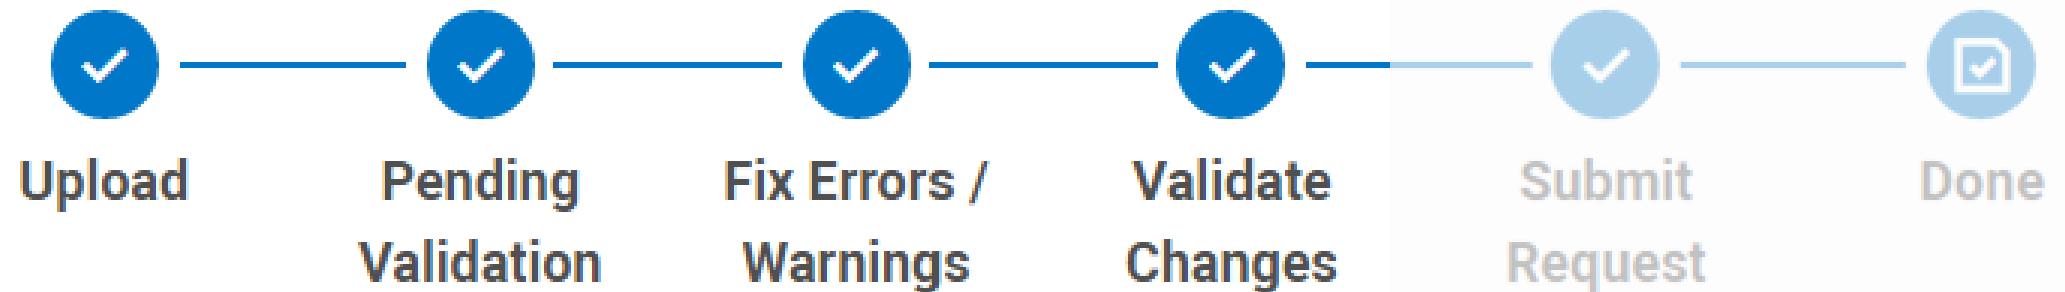 Upload
Pending
Validation
Fix Errors /
Warnings
Validate
Changes
Submit
Request
Done